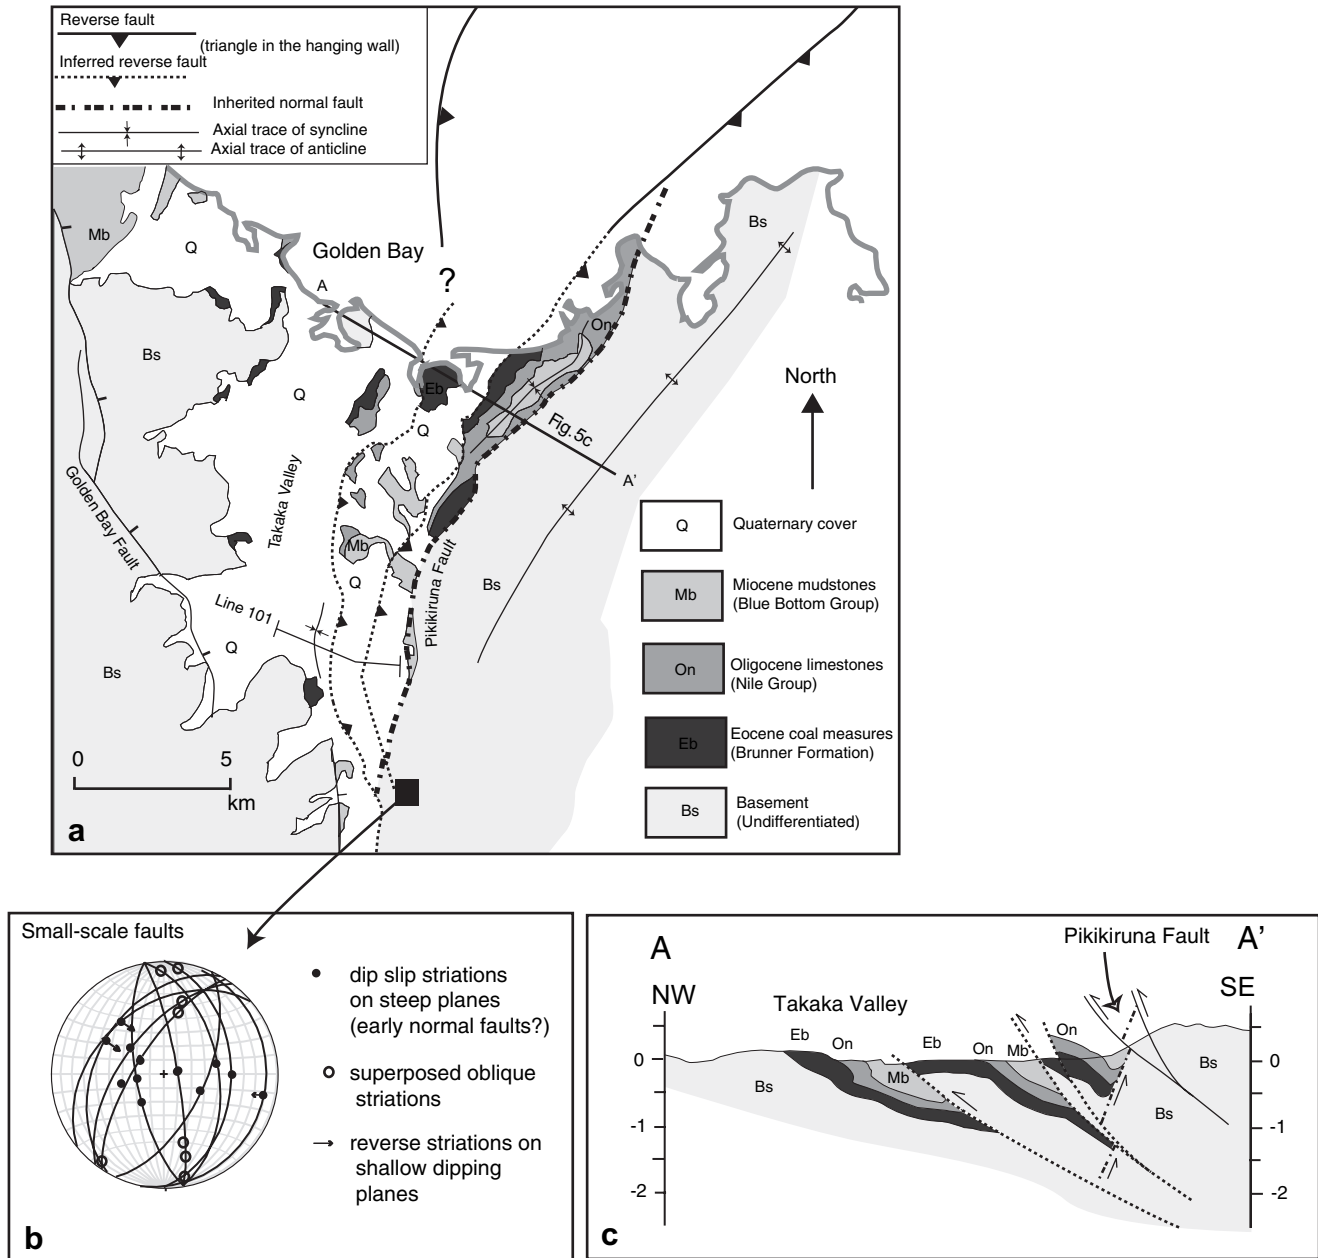 Reverse fault
(triangle in the hanging wall)
Inferred reverse fault
Inherited normal fault
Axial trace of syncline
Axial trace of anticline
Mb
Q
Golden Bay
Bs
A
?
On
Bs
Q
Eb
North
Q
Fig.5c
A’
Golden Bay Fault
Takaka Valley
Q
Quaternary cover
Mb
Pikikiruna Fault
Q
Bs
Mb
Miocene mudstones
(Blue Bottom Group)
Line 101
Q
Bs
On
Oligocene limestones
(Nile Group)
Eb
Eocene coal measures
(Brunner Formation)
0
5
km
Bs
Basement
(Undifferentiated)
a
Small-scale faults
dip slip striations
on steep planes
(early normal faults?)
superposed oblique
striations
reverse striations on
shallow dipping
planes
b
A
Pikikiruna Fault
A’
NW
Takaka Valley
SE
Eb
On
Eb
On
Mb
On
0
Bs
Mb
Bs
0
Bs
-1
-1
-2
-2
c